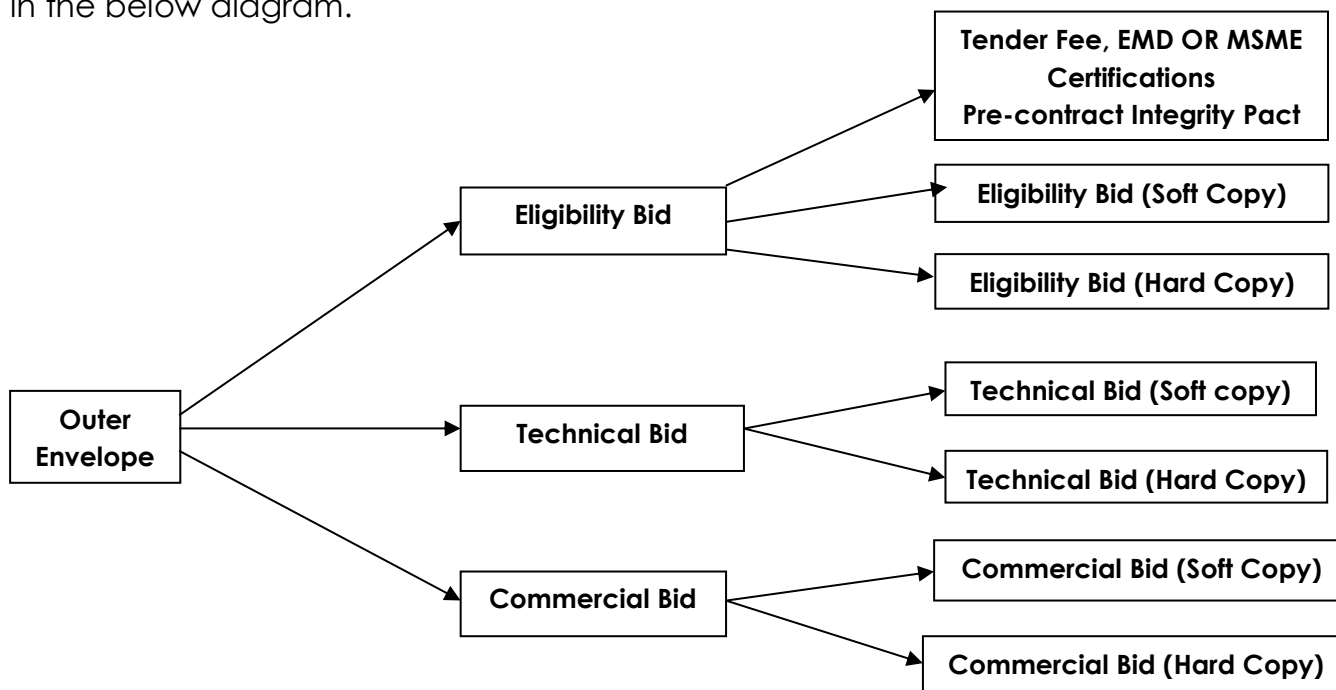 in the below diagram.
Tender Fee, EMD OR MSME
Certifications
Pre-contract Integrity Pact
Eligibility Bid
Eligibility Bid (Soft Copy)
Eligibility Bid (Hard Copy)
Outer
Envelope
Technical Bid
Technical Bid (Soft copy)
Technical Bid (Hard Copy)
Commercial Bid
Commercial Bid (Soft Copy)
Commercial Bid (Hard Copy)